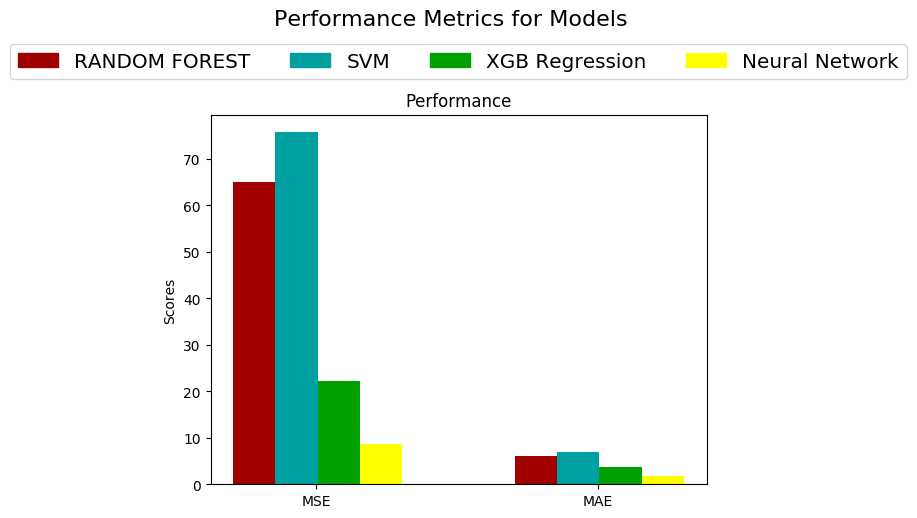 Performance Metrics for Models
RANDOM FOREST SVM XGB Regression Neural Network
Performance
70
60
50
40
30
20
10
0
Scores
MSE MAE